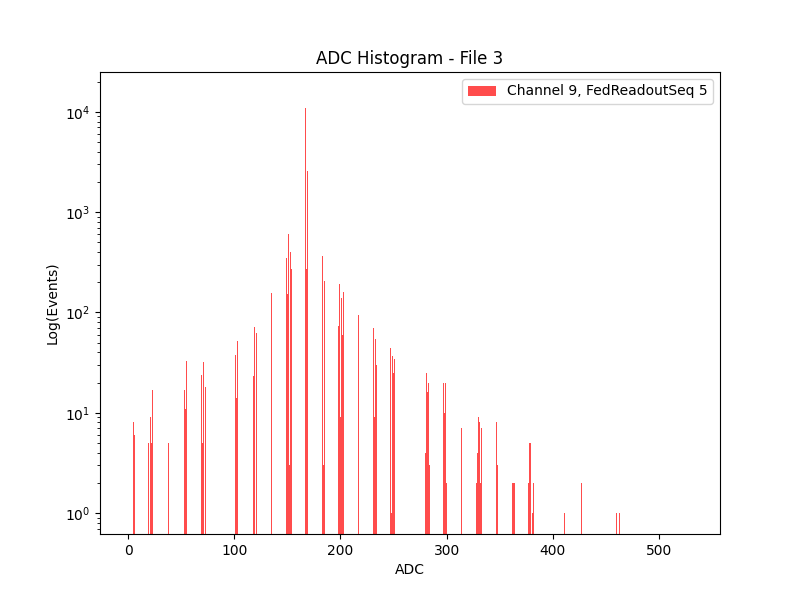 ADC Histogram - File 3
Channel 9, FedReadoutSeq 5
Log(Events)
10^4
10^3
10^2
10^1
10^0
0 100 200 300 400 500
ADC